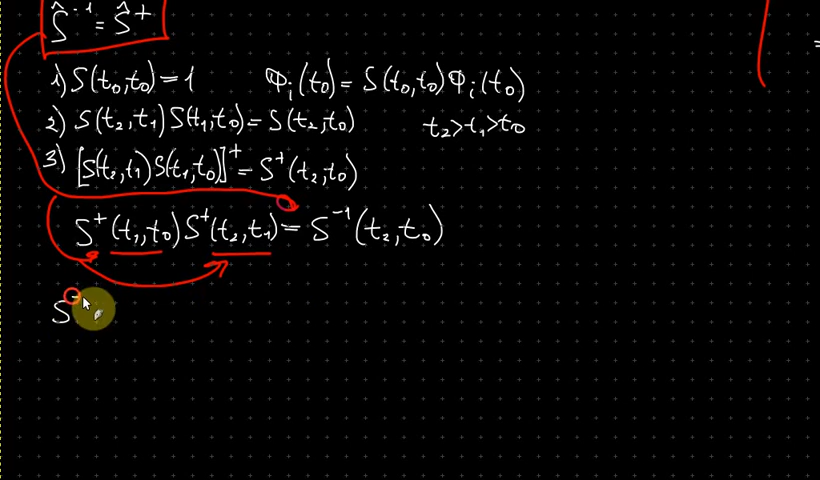 Ŝ⁻¹ = Ŝ⁺
1) S(t₀,t₀) = 1 Φᵢ(t₀) = S(t₀,t₀) Φᵢ(t₀)
2) S(t₂,t₁) S(t₁,t₀) = S(t₂,t₀) t₂>t₁>t₀
3) [S(t₂,t₁) S(t₁,t₀)]⁺ = S⁺(t₂,t₀)
S⁺(t₁,t₀) S⁺(t₂,t₁) = S⁻¹(t₂,t₀)
S⁻